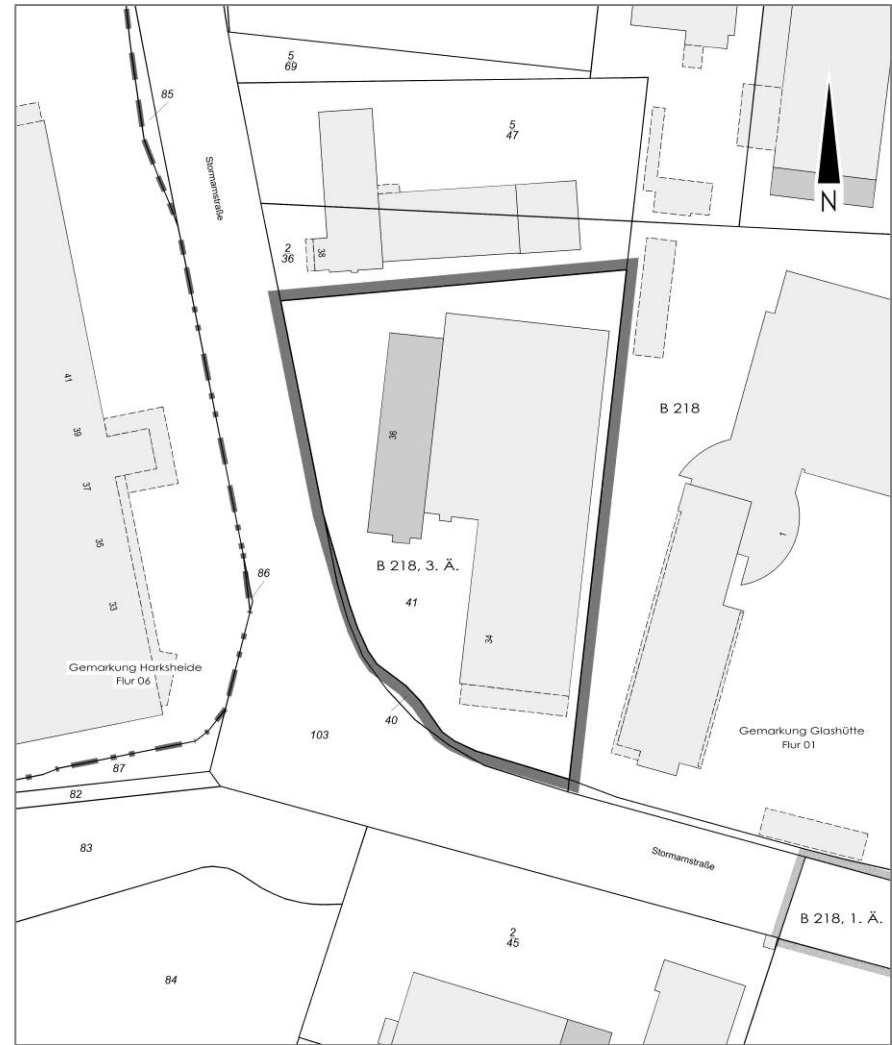 5
69
85
5
47
Stormarnstraße
N
2
36
38
41
39
37
35
33
36
B 218
1
B 218, 3. Ä.
86
41
34
Gemarkung Harksheide
Flur 06
40
103
Gemarkung Glashütte
Flur 01
87
82
83
Stormarnstraße
B 218, 1. Ä.
2
45
84